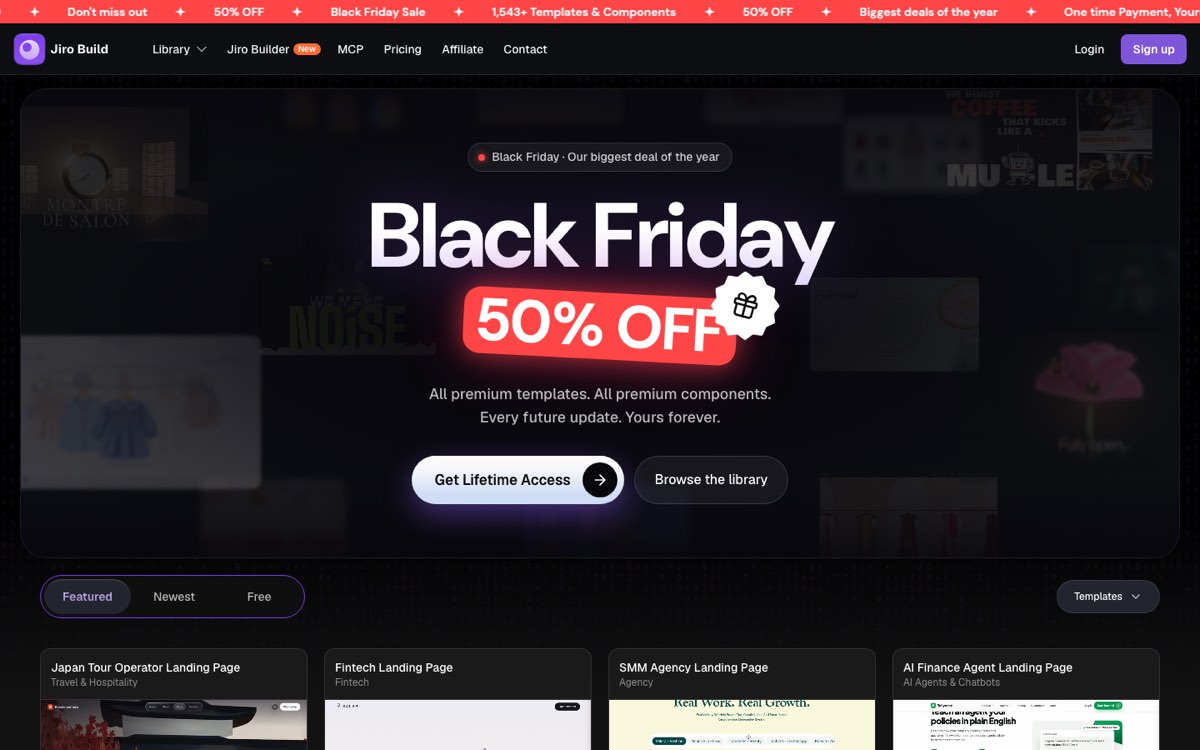 Don't miss out ✦ 50% OFF ✦ Black Friday Sale ✦ 1,543+ Templates & Components ✦ 50% OFF ✦ Biggest deals of the year ✦ One time Payment, Your
Jiro Build
Library
Jiro Builder New
MCP
Pricing
Affiliate
Contact
Login
Sign up
WE ROAST
COFFEE
THAT KICKS
LIKE A
MU LE
MONTRE
DE SALON
WE MAKE
NOISE
Fully open.
Black Friday · Our biggest deal of the year
Black Friday
50% OFF
All premium templates. All premium components.
Every future update. Yours forever.
Get Lifetime Access
Browse the library
Featured
Newest
Free
Templates
Japan Tour Operator Landing Page
Travel & Hospitality
Fintech Landing Page
Fintech
SMM Agency Landing Page
Agency
Real Work. Real Growth.
AI Finance Agent Landing Page
AI Agents & Chatbots
policies in plain English